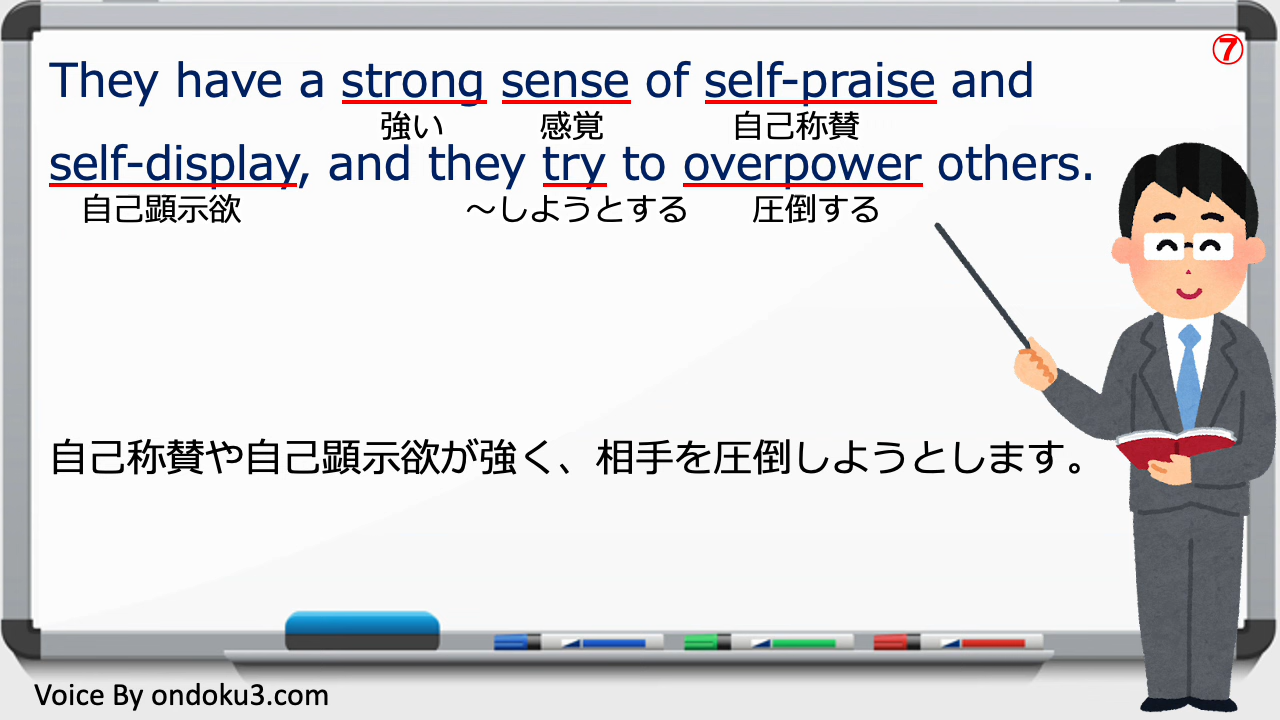 ⑦
They have a strong sense of self-praise and
強い 感覚 自己称賛
self-display, and they try to overpower others.
自己顕示欲 ～しようとする 圧倒する
自己称賛や自己顕示欲が強く、相手を圧倒しようとします。
Voice By ondoku3.com